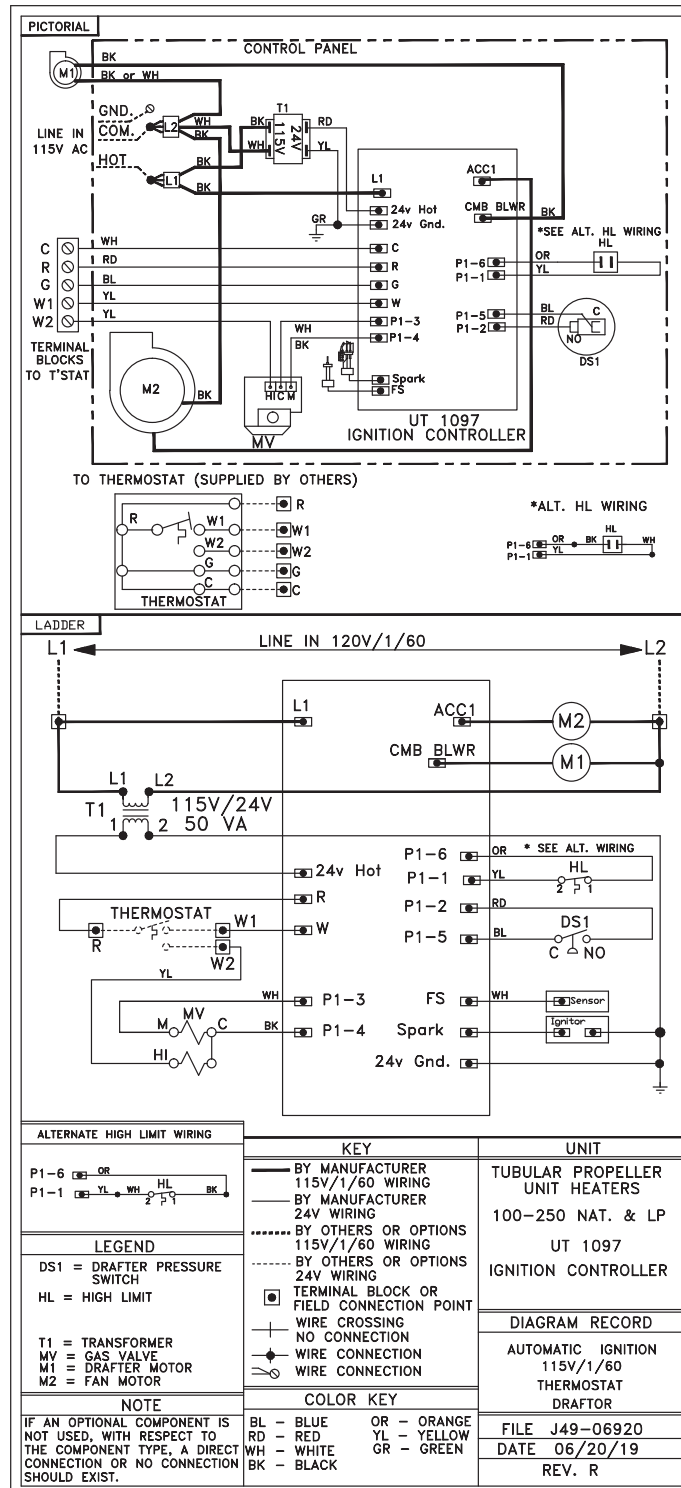 PICTORIAL
CONTROL PANEL
M1
BK
BK or WH
GND.
COM.
LINE IN
115V AC
HOT
L2
WH
BK
BK
T1
115V
24V
WH
RD
YL
L1
BK
BK
L1
ACC1
24v Hot
24v Gnd.
GR
CMB BLWR
BK
*SEE ALT. HL WIRING
HL
C
WH
C
R
RD
R
G
BL
G
W1
YL
W
W2
YL
P1-3
P1-4
WH
BK
P1-6
OR
P1-1
YL
P1-5
BL
P1-2
RD
C
NO
DS1
TERMINAL
BLOCKS
TO T'STAT
M2
BK
HI C M
MV
Spark
FS
UT 1097
IGNITION CONTROLLER
TO THERMOSTAT (SUPPLIED BY OTHERS)
R
R
W1
W1
W2
W2
G
G
C
C
THERMOSTAT
*ALT. HL WIRING
HL
P1-6 OR BK WH
P1-1 YL
LADDER
L1
LINE IN 120V/1/60
L2
L1
ACC1
M2
CMB BLWR
M1
L1 L2
T1
115V/24V
1 2
50 VA
24v Hot
P1-6
OR
* SEE ALT. WIRING
P1-1
YL
HL
2 1
R
P1-2
RD
THERMOSTAT
W1
W
R
W2
P1-5
BL
DS1
C NO
YL
WH
P1-3
FS
WH
Sensor
M
MV
C
BK
P1-4
Spark
Ignitor
HI
24v Gnd.
ALTERNATE HIGH LIMIT WIRING
P1-6 OR
P1-1 YL WH HL BK
2 1
LEGEND
DS1 = DRAFTER PRESSURE
SWITCH
HL = HIGH LIMIT
T1 = TRANSFORMER
MV = GAS VALVE
M1 = DRAFTER MOTOR
M2 = FAN MOTOR
NOTE
IF AN OPTIONAL COMPONENT IS
NOT USED, WITH RESPECT TO
THE COMPONENT TYPE, A DIRECT
CONNECTION OR NO CONNECTION
SHOULD EXIST.
KEY
BY MANUFACTURER
115V/1/60 WIRING
BY MANUFACTURER
24V WIRING
BY OTHERS OR OPTIONS
115V/1/60 WIRING
BY OTHERS OR OPTIONS
24V WIRING
TERMINAL BLOCK OR
FIELD CONNECTION POINT
WIRE CROSSING
NO CONNECTION
WIRE CONNECTION
WIRE CONNECTION
COLOR KEY
BL - BLUE OR - ORANGE
RD - RED YL - YELLOW
WH - WHITE GR - GREEN
BK - BLACK
UNIT
TUBULAR PROPELLER
UNIT HEATERS
100-250 NAT. & LP
UT 1097
IGNITION CONTROLLER
DIAGRAM RECORD
AUTOMATIC IGNITION
115V/1/60
THERMOSTAT
DRAFTOR
FILE J49-06920
DATE 06/20/19
REV. R